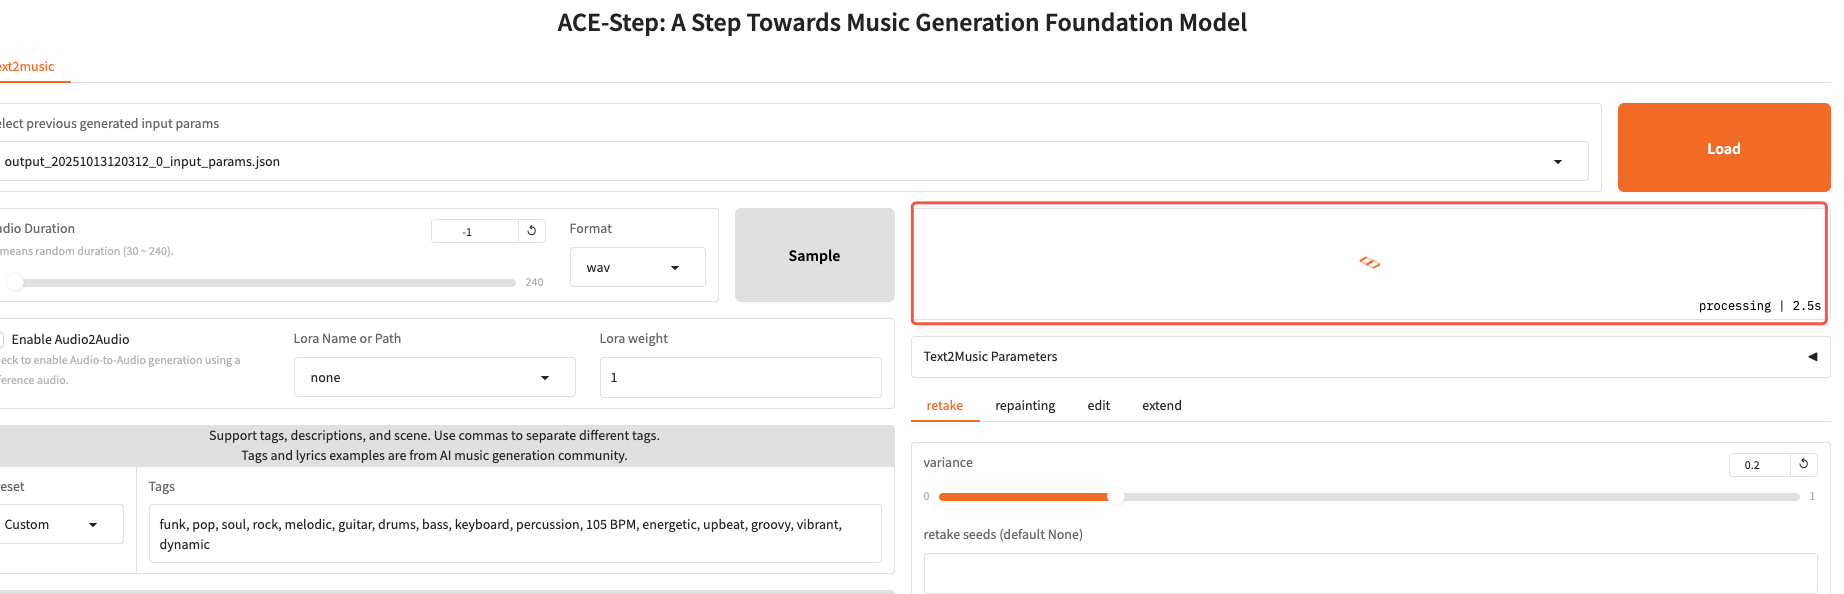 ACE-Step: A Step Towards Music Generation Foundation Model
ext2music
elect previous generated input params
output_20251013120312_0_input_params.json
Load
udio Duration
-1
means random duration (30 ~ 240).
240
Format
wav
Sample
processing | 2.5s
Enable Audio2Audio
eck to enable Audio-to-Audio generation using a
ference audio.
Lora Name or Path
none
Lora weight
1
Text2Music Parameters
retake repainting edit extend
Support tags, descriptions, and scene. Use commas to separate different tags.
Tags and lyrics examples are from AI music generation community.
eset
Custom
Tags
funk, pop, soul, rock, melodic, guitar, drums, bass, keyboard, percussion, 105 BPM, energetic, upbeat, groovy, vibrant,
dynamic
variance
0.2
0
1
retake seeds (default None)